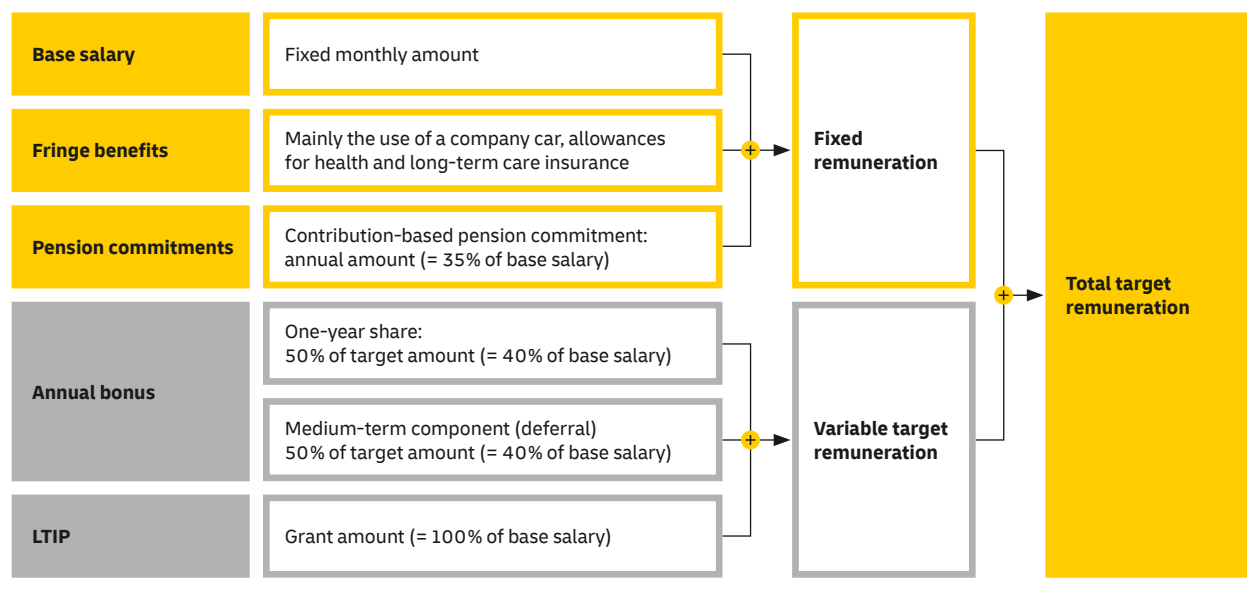 Base salary
Fixed monthly amount
Fringe benefits
Mainly the use of a company car, allowances
for health and long-term care insurance
+
Fixed
remuneration
Pension commitments
Contribution-based pension commitment:
annual amount (= 35% of base salary)
+
Total target
remuneration
Annual bonus
One-year share:
50% of target amount (= 40% of base salary)
Medium-term component (deferral)
50% of target amount (= 40% of base salary)
+
Variable target
remuneration
LTIP
Grant amount (= 100% of base salary)